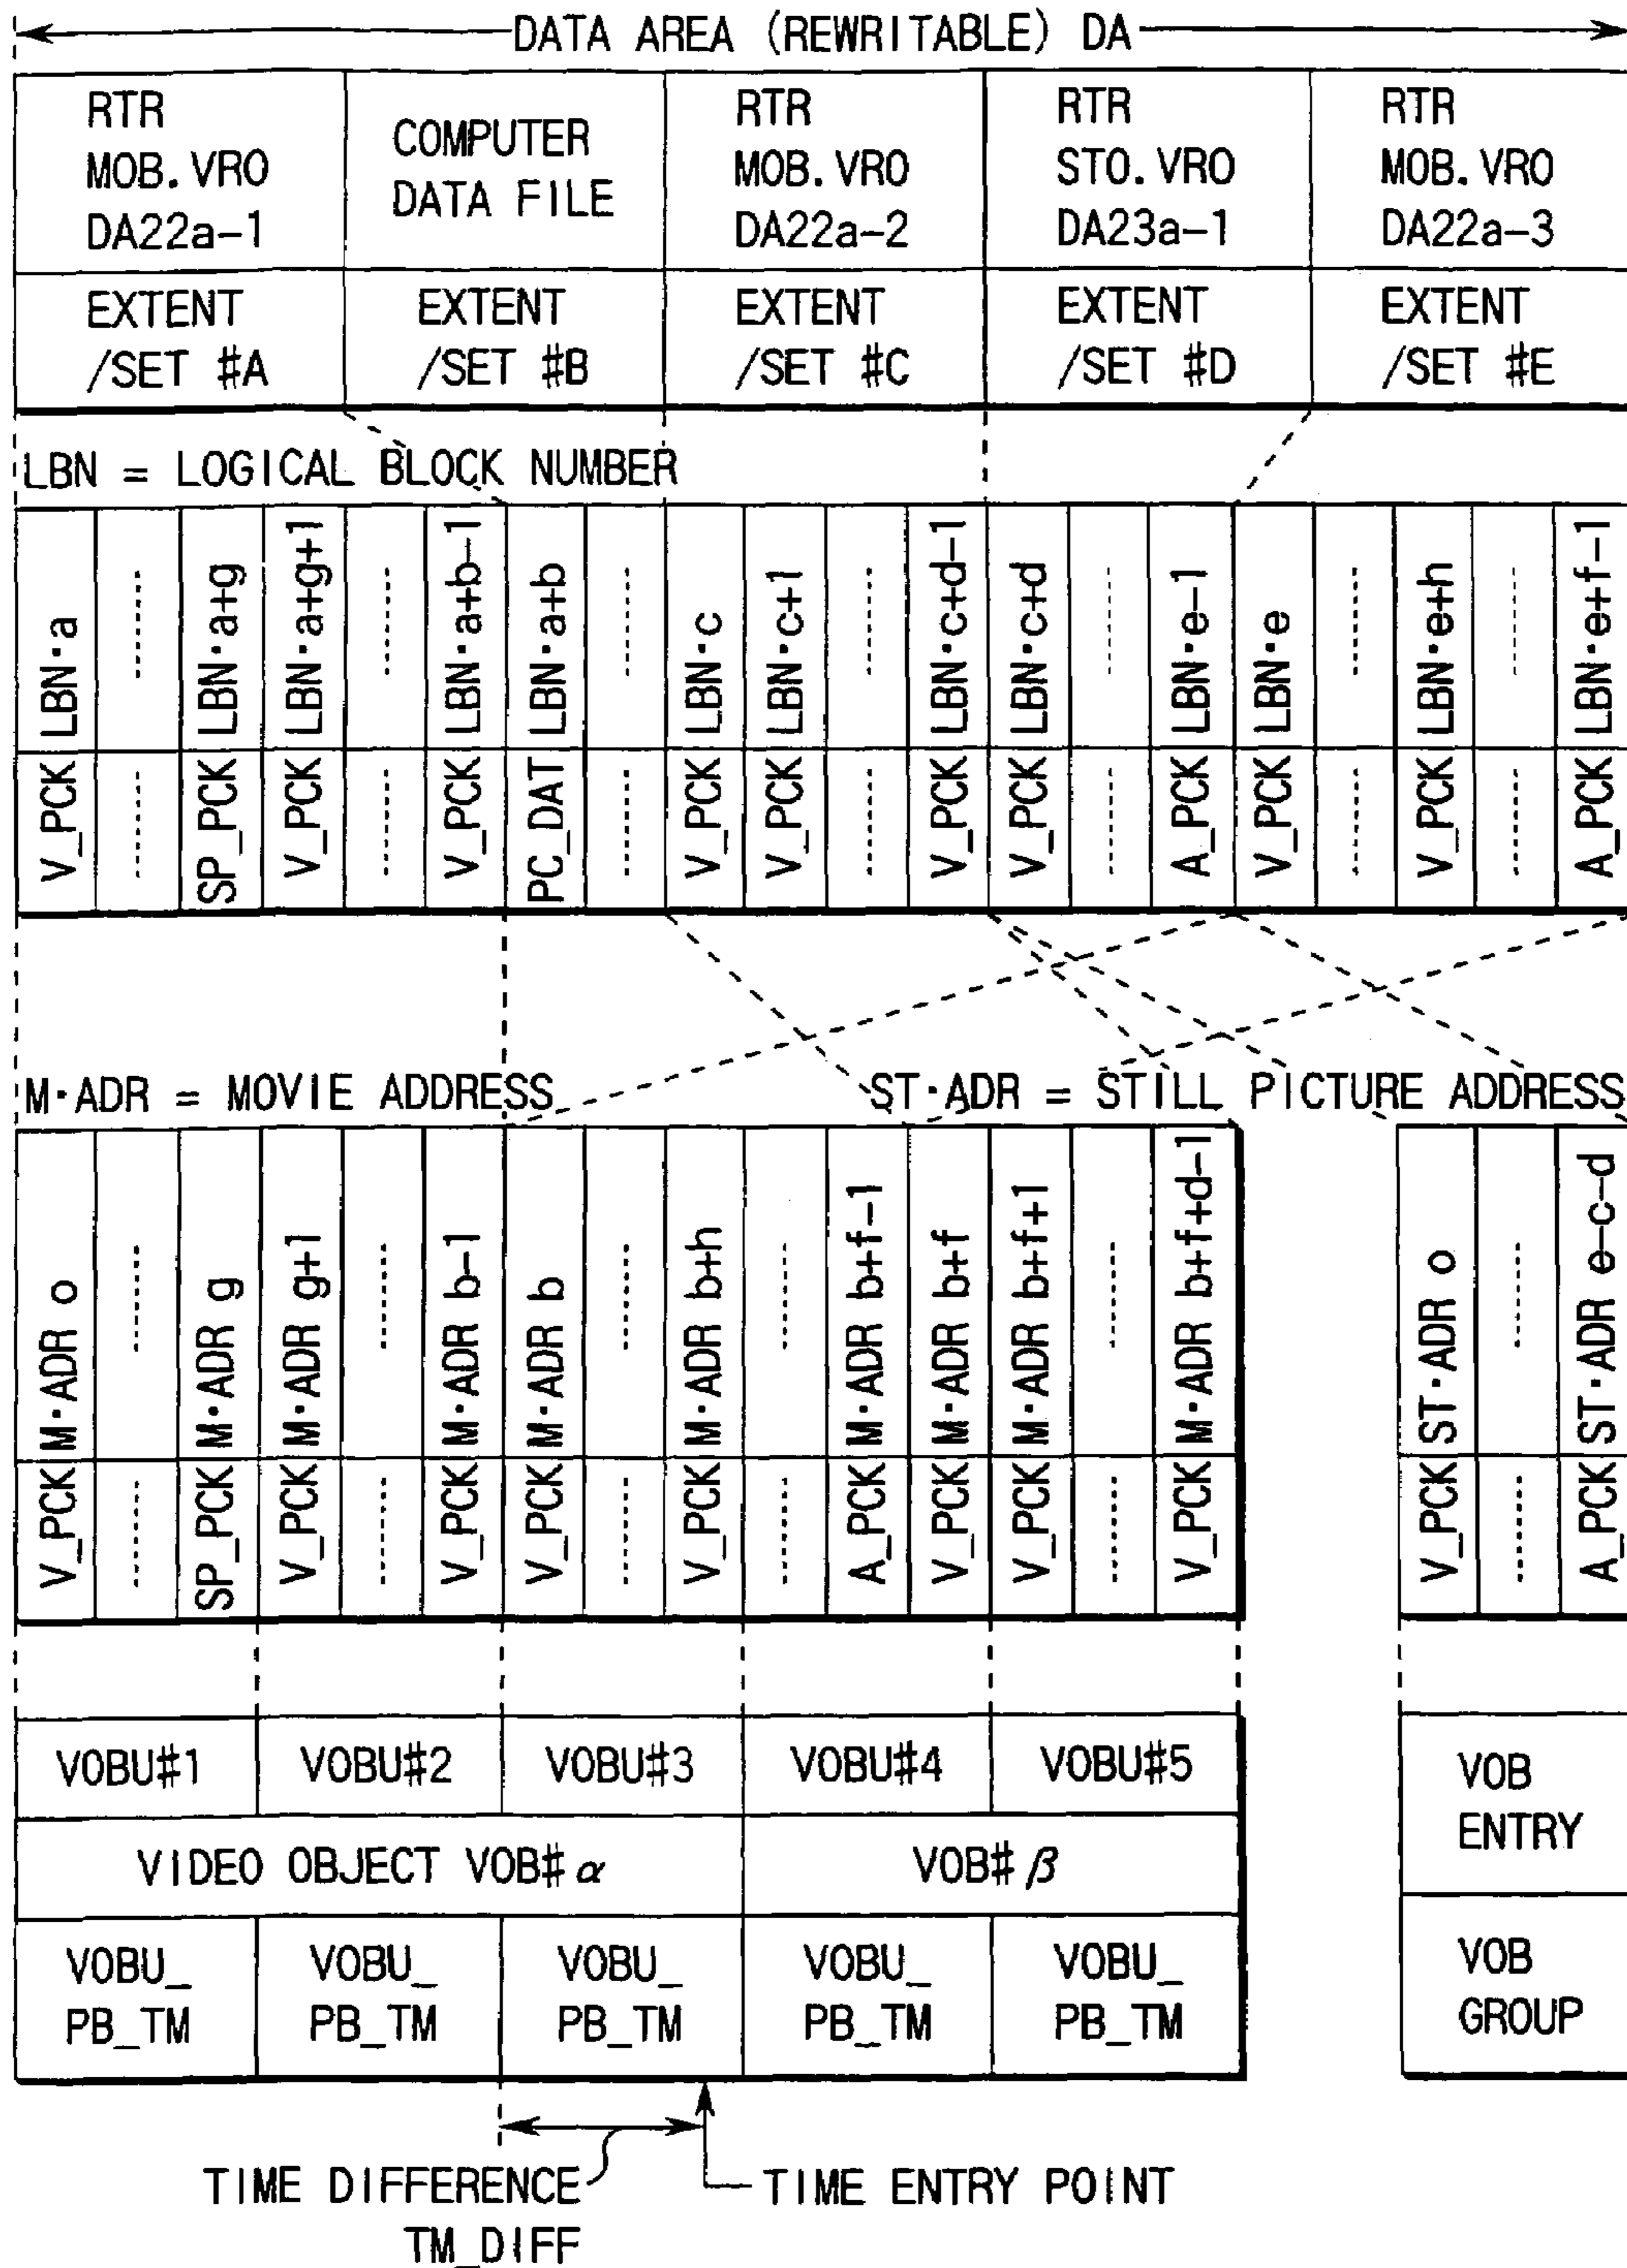 DATA AREA (REWRITABLE) DA
RTR
MOB.VRO
DA22a-1
COMPUTER
DATA FILE
RTR
MOB.VRO
DA22a-2
RTR
STO.VRO
DA23a-1
RTR
MOB.VRO
DA22a-3
EXTENT
/SET #A
EXTENT
/SET #B
EXTENT
/SET #C
EXTENT
/SET #D
EXTENT
/SET #E
LBN = LOGICAL BLOCK NUMBER
V_PCK LBN·a
SP_PCK LBN·a+g
V_PCK LBN·a+g+1
V_PCK LBN·a+b-1
PC_DAT LBN·a+b
V_PCK LBN·c
V_PCK LBN·c+1
V_PCK LBN·c+d-1
V_PCK LBN·c+d
A_PCK LBN·e-1
V_PCK LBN·e
V_PCK LBN·e+h
A_PCK LBN·e+f-1
M·ADR = MOVIE ADDRESS
ST·ADR = STILL PICTURE ADDRESS
V_PCK M·ADR o
SP_PCK M·ADR g
V_PCK M·ADR g+1
V_PCK M·ADR b-1
V_PCK M·ADR b
V_PCK M·ADR b+h
A_PCK M·ADR b+f-1
V_PCK M·ADR b+f
V_PCK M·ADR b+f+1
V_PCK M·ADR b+f+d-1
V_PCK ST·ADR o
A_PCK ST·ADR e-c-d
VOBU#1
VOBU#2
VOBU#3
VOBU#4
VOBU#5
VIDEO OBJECT VOB#α
VOB#β
VOB
ENTRY
VOBU_
PB_TM
VOBU_
PB_TM
VOBU_
PB_TM
VOBU_
PB_TM
VOBU_
PB_TM
VOB
GROUP
TIME DIFFERENCE
TM_DIFF
TIME ENTRY POINT